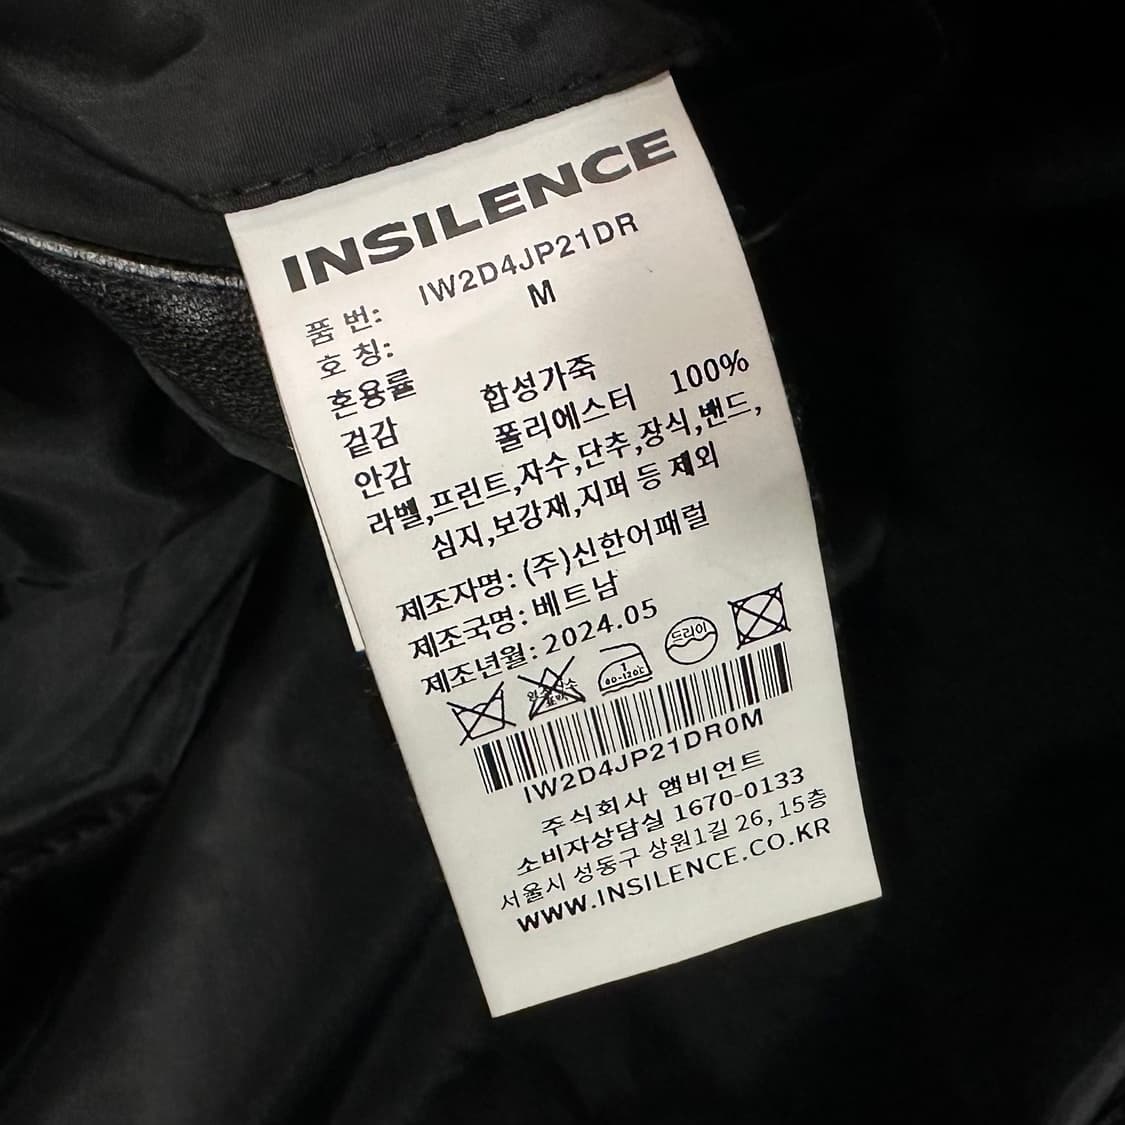 INSILENCE
품 번: IW2D4JP21DR
호 칭: M
혼용률
겉감 합성가죽
안감 폴리에스터 100%
라벨,프린트,자수,단추,장식,밴드,
심지,보강재,지퍼 등 제외
제조자명: (주)신한어패럴
제조국명: 베트남
제조년월: 2024.05
1
80-120℃
드라이
IW2D4JP21DR0M
주식회사 앰비언트
소비자상담실 1670-0133
서울시 성동구 상원1길 26, 15층
WWW.INSILENCE.CO.KR